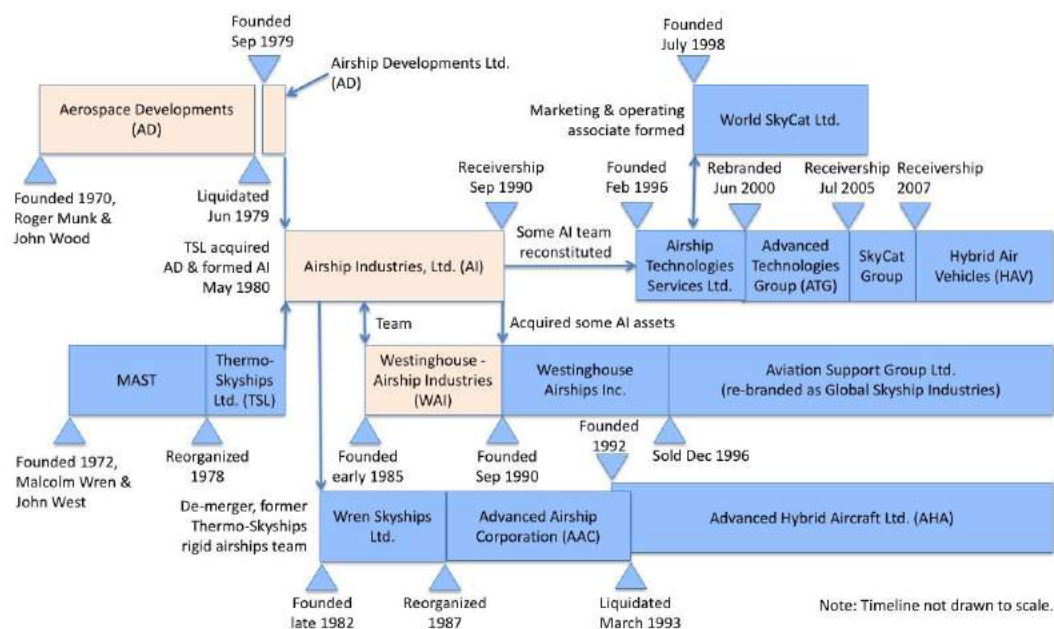 Founded
Sep 1979
Airship Developments Ltd.
(AD)
Aerospace Developments
(AD)
Founded 1970,
Roger Munk &
John Wood
Liquidated
Jun 1979
Founded
July 1998
Marketing & operating
associate formed
World SkyCat Ltd.
Receivership
Sep 1990
Founded
Feb 1996
Rebranded
Jun 2000
Receivership
Jul 2005
Receivership
2007
TSL acquired
AD & formed AI
May 1980
Airship Industries, Ltd. (AI)
Some AI team
reconstituted
Airship
Technologies
Services Ltd.
Advanced
Technologies
Group (ATG)
SkyCat
Group
Hybrid Air
Vehicles (HAV)
Team
Acquired some AI assets
MAST
Thermo-
Skyships
Ltd. (TSL)
Westinghouse -
Airship Industries
(WAI)
Westinghouse
Airships Inc.
Aviation Support Group Ltd.
(re-branded as Global Skyship Industries)
Founded 1972,
Malcolm Wren &
John West
Reorganized
1978
Founded
early 1985
Founded
Sep 1990
Founded
1992
Sold Dec 1996
De-merger, former
Thermo-Skyships
rigid airships team
Wren Skyships
Ltd.
Advanced Airship
Corporation (AAC)
Advanced Hybrid Aircraft Ltd. (AHA)
Founded
late 1982
Reorganized
1987
Liquidated
March 1993
Note: Timeline not drawn to scale.